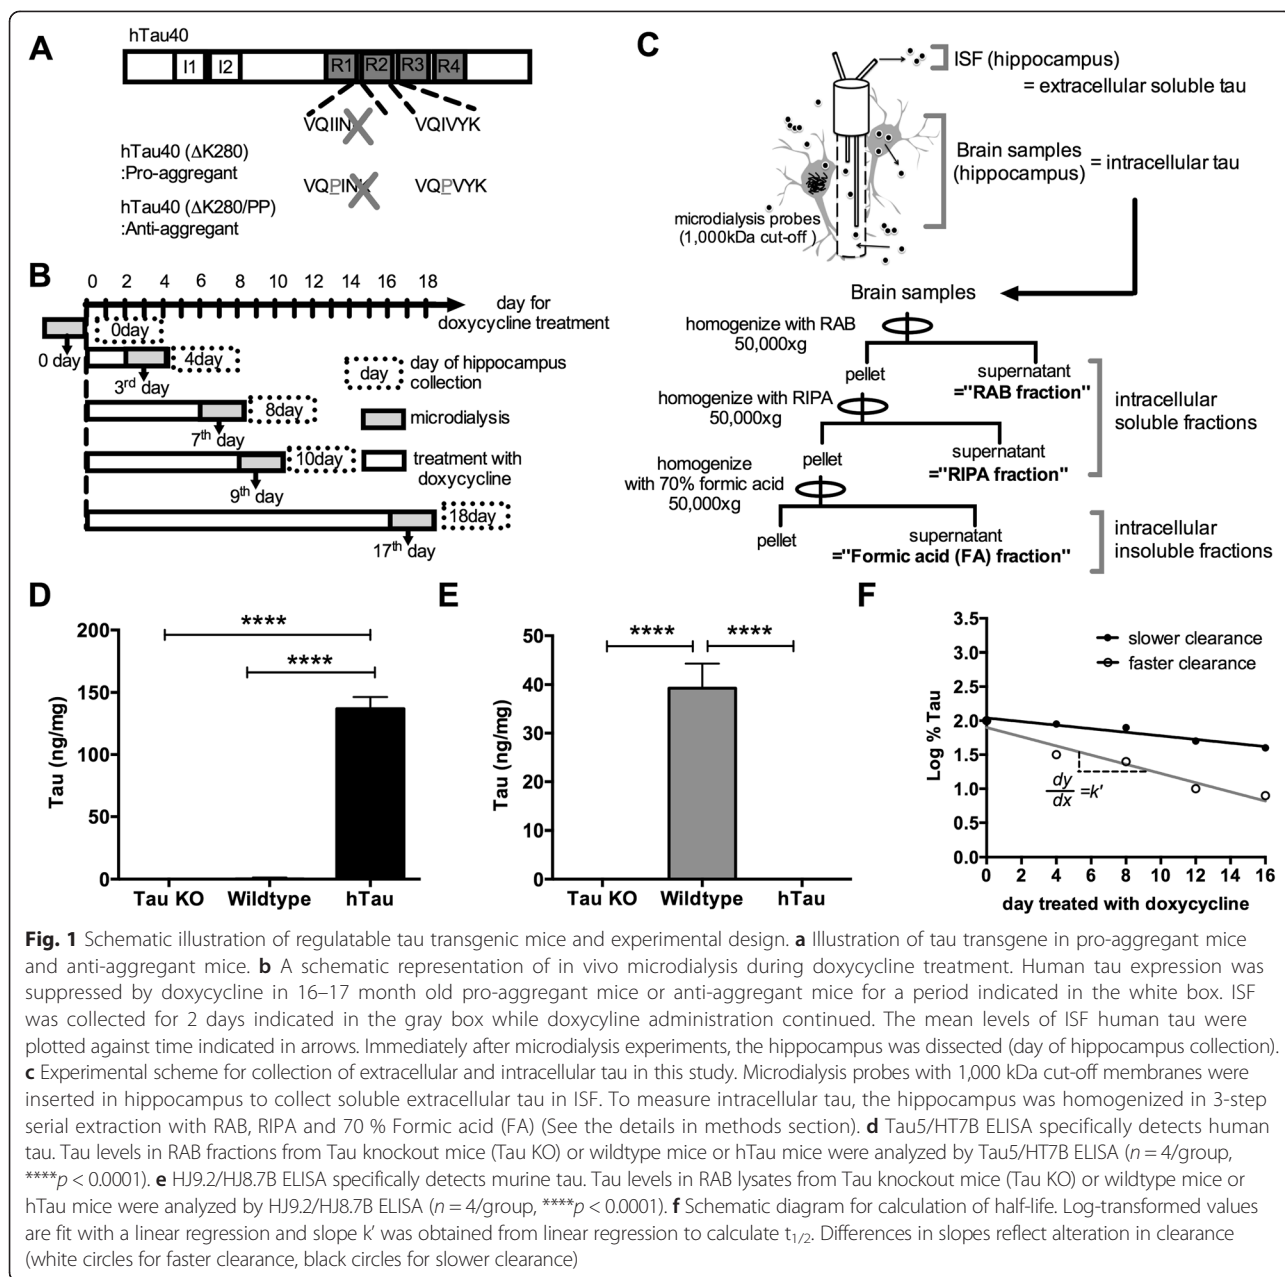 A
hTau40
I1 I2 R1 R2 R3 R4
VQIINK VQIVYK
hTau40 (ΔK280)
:Pro-aggregant
VQPINK VQPVYK
hTau40 (ΔK280/PP)
:Anti-aggregant
B
0 2 4 6 8 10 12 14 16 18
day for
doxycycline treatment
0day
0 day
4day
3rd day
8day
7th day
10day
9th day
18day
17th day
day
day of hippocampus
collection
microdialysis
treatment with
doxycycline
C
ISF (hippocampus)
= extracellular soluble tau
Brain samples
(hippocampus)
= intracellular tau
microdialysis probes
(1,000kDa cut-off )
Brain samples
homogenize with RAB
50,000xg
pellet
supernatant
="RAB fraction"
homogenize with RIPA
50,000xg
intracellular
soluble fractions
pellet
supernatant
="RIPA fraction"
homogenize
with 70% formic acid
50,000xg
pellet
supernatant
="Formic acid (FA) fraction"
intracellular
insoluble fractions
D
Tau (ng/mg)
200
150
100
50
0
****
****
Tau KO Wildtype hTau
E
Tau (ng/mg)
50
40
30
20
10
0
**** ****
Tau KO Wildtype hTau
F
Log % Tau
3.5
3.0
2.5
2.0
1.5
1.0
0.5
0.0
slower clearance
faster clearance
dy
dx =k'
0 2 4 6 8 10 12 14 16
day treated with doxycycline
Fig. 1 Schematic illustration of regulatable tau transgenic mice and experimental design. a Illustration of tau transgene in pro-aggregant mice
and anti-aggregant mice. b A schematic representation of in vivo microdialysis during doxycycline treatment. Human tau expression was
suppressed by doxycycline in 16–17 month old pro-aggregant mice or anti-aggregant mice for a period indicated in the white box. ISF
was collected for 2 days indicated in the gray box while doxycyline administration continued. The mean levels of ISF human tau were
plotted against time indicated in arrows. Immediately after microdialysis experiments, the hippocampus was dissected (day of hippocampus collection).
c Experimental scheme for collection of extracellular and intracellular tau in this study. Microdialysis probes with 1,000 kDa cut-off membranes were
inserted in hippocampus to collect soluble extracellular tau in ISF. To measure intracellular tau, the hippocampus was homogenized in 3-step
serial extraction with RAB, RIPA and 70 % Formic acid (FA) (See the details in methods section). d Tau5/HT7B ELISA specifically detects human
tau. Tau levels in RAB fractions from Tau knockout mice (Tau KO) or wildtype mice or hTau mice were analyzed by Tau5/HT7B ELISA (n = 4/group,
****p < 0.0001). e HJ9.2/HJ8.7B ELISA specifically detects murine tau. Tau levels in RAB lysates from Tau knockout mice (Tau KO) or wildtype mice or
hTau mice were analyzed by HJ9.2/HJ8.7B ELISA (n = 4/group, ****p < 0.0001). f Schematic diagram for calculation of half-life. Log-transformed values
are fit with a linear regression and slope k’ was obtained from linear regression to calculate t1/2. Differences in slopes reflect alteration in clearance
(white circles for faster clearance, black circles for slower clearance)